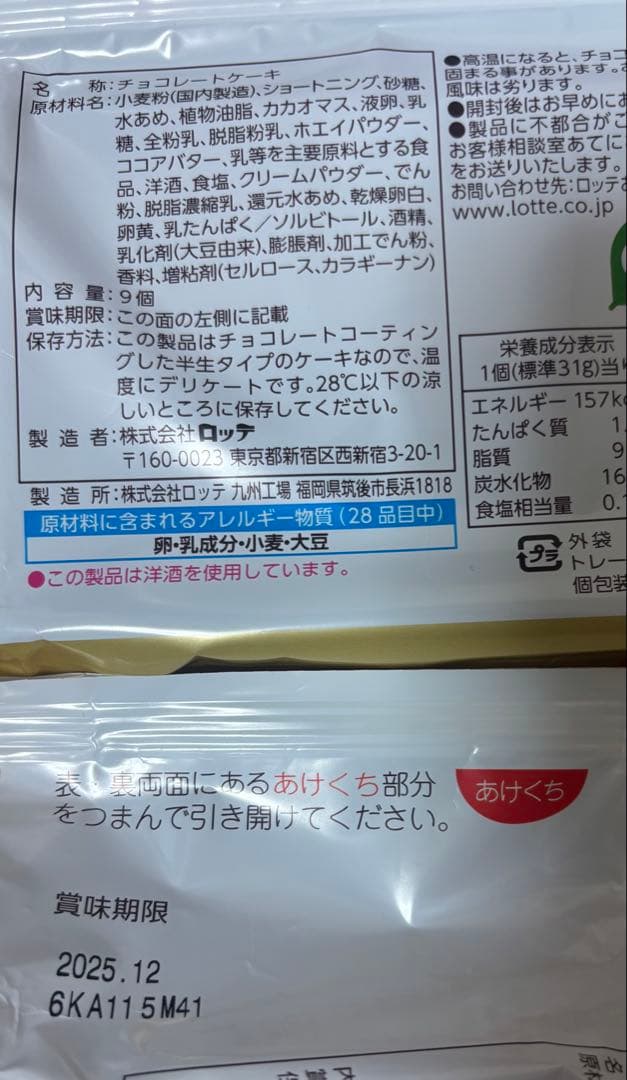 名　称：チョコレートケーキ
原材料名：小麦粉(国内製造)、ショートニング、砂糖、
水あめ、植物油脂、カカオマス、液卵、乳
糖、全粉乳、脱脂粉乳、ホエイパウダー、
ココアバター、乳等を主要原料とする食
品、洋酒、食塩、クリームパウダー、でん
粉、脱脂濃縮乳、還元水あめ、乾燥卵白、
卵黄、乳たんぱく／ソルビトール、酒精、
乳化剤(大豆由来)、膨脹剤、加工でん粉、
香料、増粘剤(セルロース、カラギーナン)
内容量：9個
賞味期限：この面の左側に記載
保存方法：この製品はチョコレートコーティン
グした半生タイプのケーキなので、温
度にデリケートです。28℃以下の涼
しいところに保存してください。
製造者：株式会社ロッテ
〒160-0023 東京都新宿区西新宿3-20-1
製造所：株式会社ロッテ 九州工場 福岡県筑後市長浜1818
原材料に含まれるアレルギー物質（28品目中）
卵・乳成分・小麦・大豆
●この製品は洋酒を使用しています。
●高温になると、チョコ
固まる事があります。
風味は劣ります。
●開封後はお早めにお
●製品に不都合がご
お客様相談室あてに
をお送りいたします。
お問い合わせ先：ロッテお
www.lotte.co.jp
栄養成分表示
1個(標準31g)当り
エネルギー 157kc
たんぱく質 1.
脂質 9
炭水化物 16
食塩相当量 0.1
プラ
外袋
トレー
個包装
表・裏両面にあるあけくち部分
をつまんで引き開けてください。
あけくち
賞味期限
2025.12
6KA115M41
名
原材
内
賞